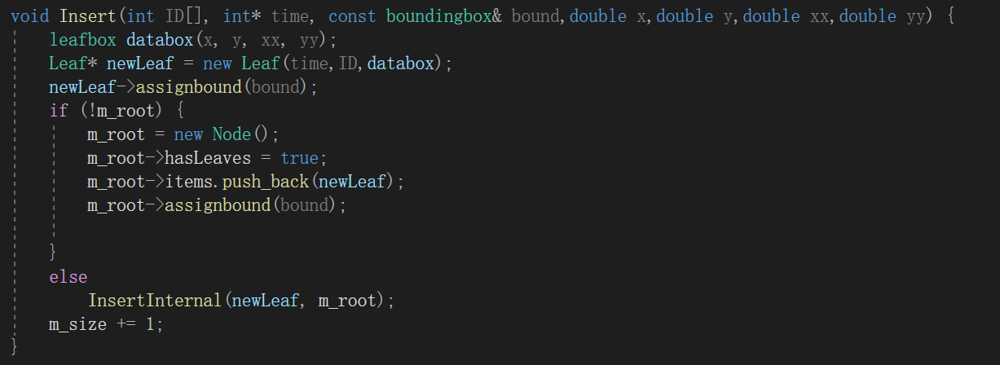 void Insert(int ID[], int* time, const boundingbox& bound,double x,double y,double xx,double yy) {
    leafbox databox(x, y, xx, yy);
    Leaf* newLeaf = new Leaf(time,ID,databox);
    newLeaf->assignbound(bound);
    if (!m_root) {
        m_root = new Node();
        m_root->hasLeaves = true;
        m_root->items.push_back(newLeaf);
        m_root->assignbound(bound);
    }
    else
        InsertInternal(newLeaf, m_root);
    m_size += 1;
}